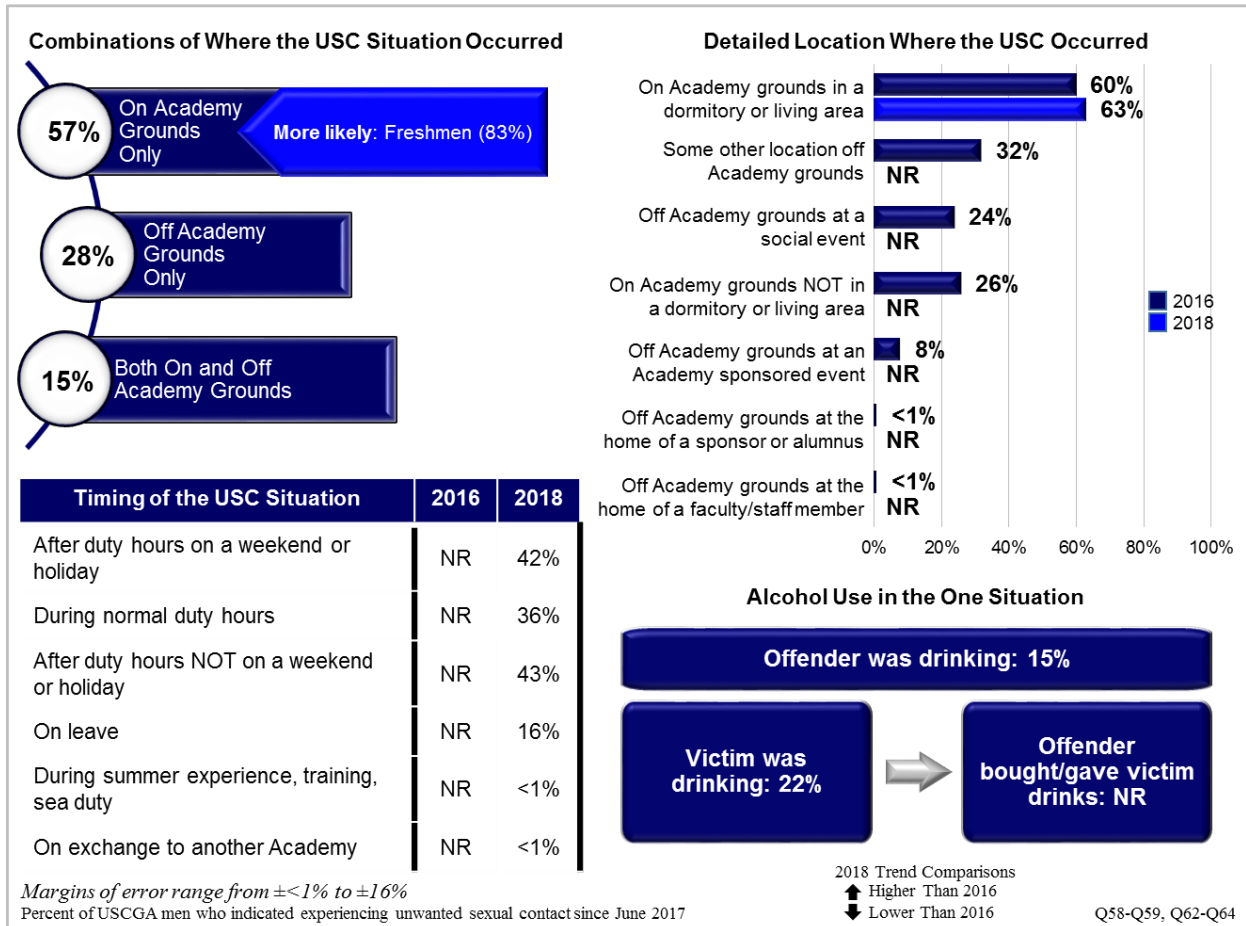 Combinations of Where the USC Situation Occurred
57%
On Academy
Grounds
Only
More likely: Freshmen (83%)
28%
Off Academy
Grounds
Only
15%
Both On and Off
Academy Grounds
Detailed Location Where the USC Occurred
On Academy grounds in a
dormitory or living area
60%
63%
Some other location off
Academy grounds
32%
NR
Off Academy grounds at a
social event
24%
NR
On Academy grounds NOT in
a dormitory or living area
26%
NR
Off Academy grounds at an
Academy sponsored event
8%
NR
Off Academy grounds at the
home of a sponsor or alumnus
<1%
NR
Off Academy grounds at the
home of a faculty/staff member
<1%
NR
0% 20% 40% 60% 80% 100%
2016
2018
Timing of the USC Situation 2016 2018
After duty hours on a weekend or
holiday
NR 42%
During normal duty hours NR 36%
After duty hours NOT on a weekend
or holiday
NR 43%
On leave NR 16%
During summer experience, training,
sea duty
NR <1%
On exchange to another Academy NR <1%
Alcohol Use in the One Situation
Offender was drinking: 15%
Victim was
drinking: 22%
Offender
bought/gave victim
drinks: NR
Margins of error range from ±<1% to ±16%
Percent of USCGA men who indicated experiencing unwanted sexual contact since June 2017
2018 Trend Comparisons
Higher Than 2016
Lower Than 2016
Q58-Q59, Q62-Q64